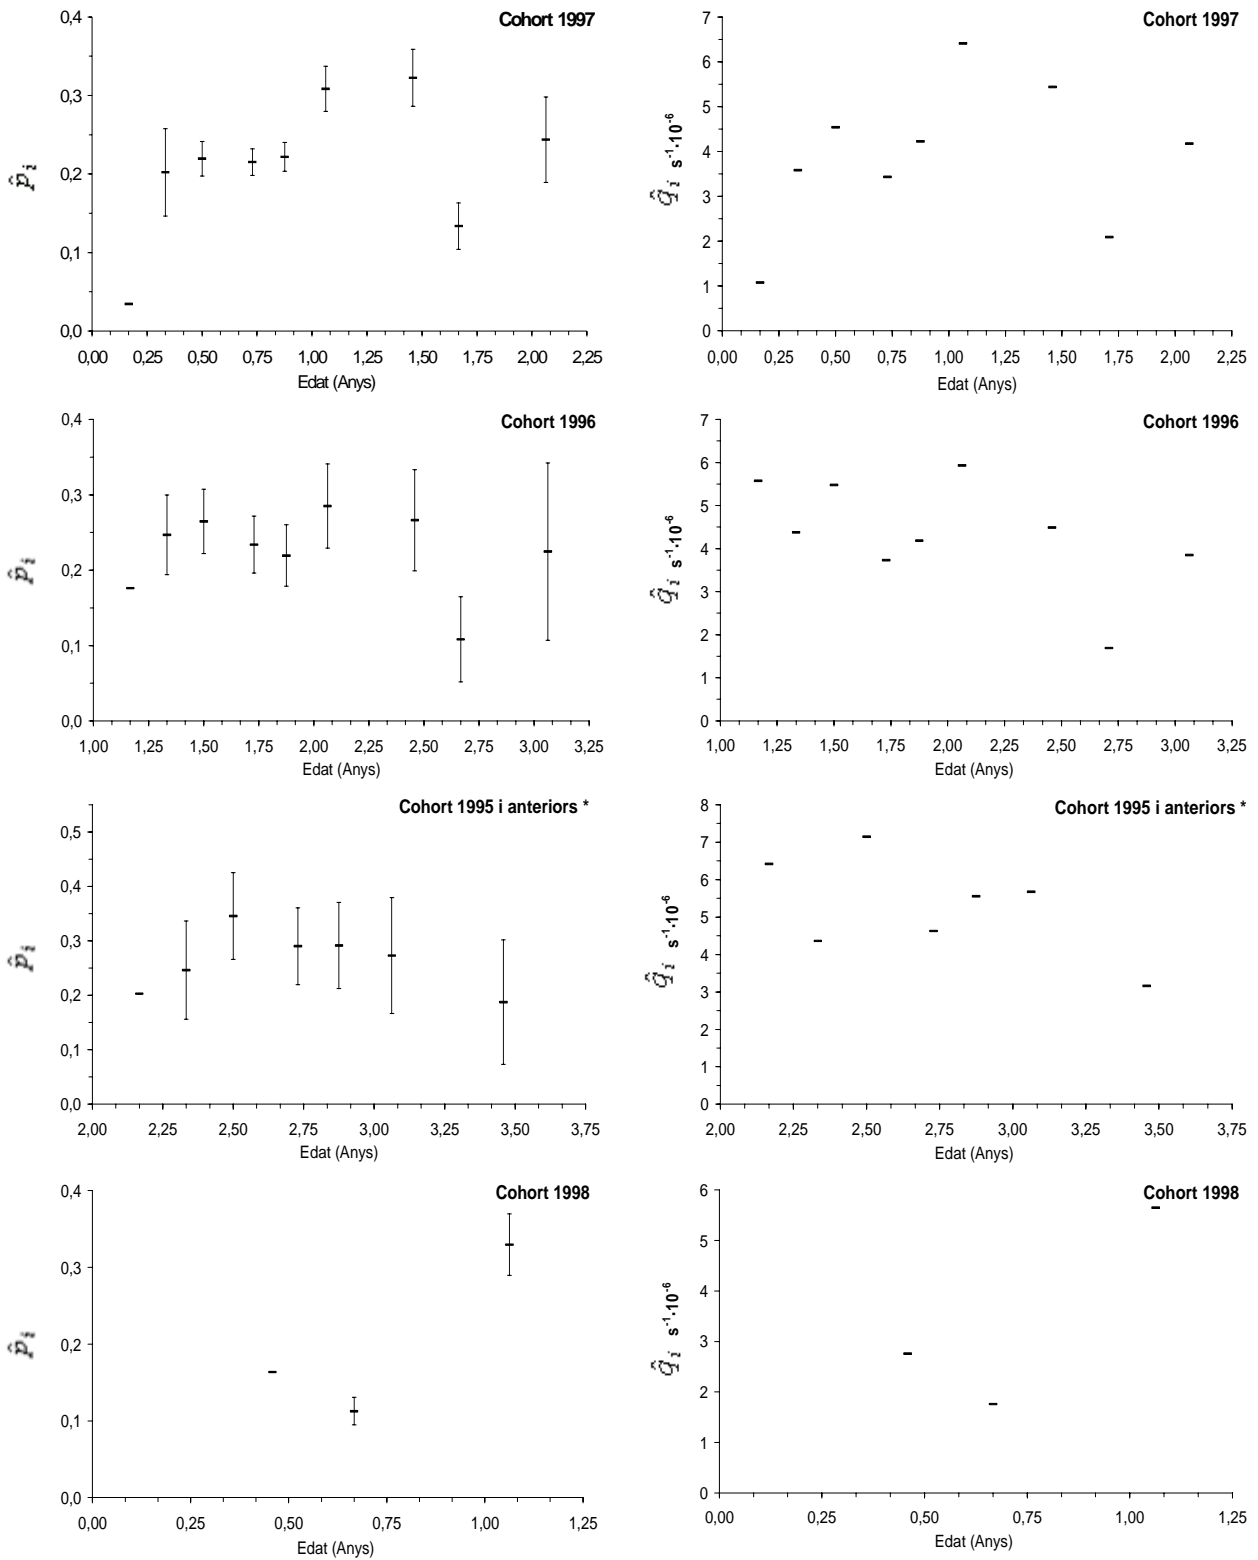 Cohort 1997
0,4
0,3
0,2
0,1
0,0
p̂ i
0,00 0,25 0,50 0,75 1,00 1,25 1,50 1,75 2,00 2,25
Edat (Anys)
Cohort 1997
7
6
5
4
3
2
1
0
q̂ i s⁻¹·10⁻⁶
0,00 0,25 0,50 0,75 1,00 1,25 1,50 1,75 2,00 2,25
Edat (Anys)
Cohort 1996
0,4
0,3
0,2
0,1
0,0
p̂ i
1,00 1,25 1,50 1,75 2,00 2,25 2,50 2,75 3,00 3,25
Edat (Anys)
Cohort 1996
7
6
5
4
3
2
1
0
q̂ i s⁻¹·10⁻⁶
1,00 1,25 1,50 1,75 2,00 2,25 2,50 2,75 3,00 3,25
Edat (Anys)
Cohort 1995 i anteriors *
0,5
0,4
0,3
0,2
0,1
0,0
p̂ i
2,00 2,25 2,50 2,75 3,00 3,25 3,50 3,75
Edat (Anys)
Cohort 1995 i anteriors *
8
7
6
5
4
3
2
1
0
q̂ i s⁻¹·10⁻⁶
2,00 2,25 2,50 2,75 3,00 3,25 3,50 3,75
Edat (Anys)
Cohort 1998
0,4
0,3
0,2
0,1
0,0
p̂ i
0,00 0,25 0,50 0,75 1,00 1,25
Edat (Anys)
Cohort 1998
6
5
4
3
2
1
0
q̂ i s⁻¹·10⁻⁶
0,00 0,25 0,50 0,75 1,00 1,25
Edat (Anys)